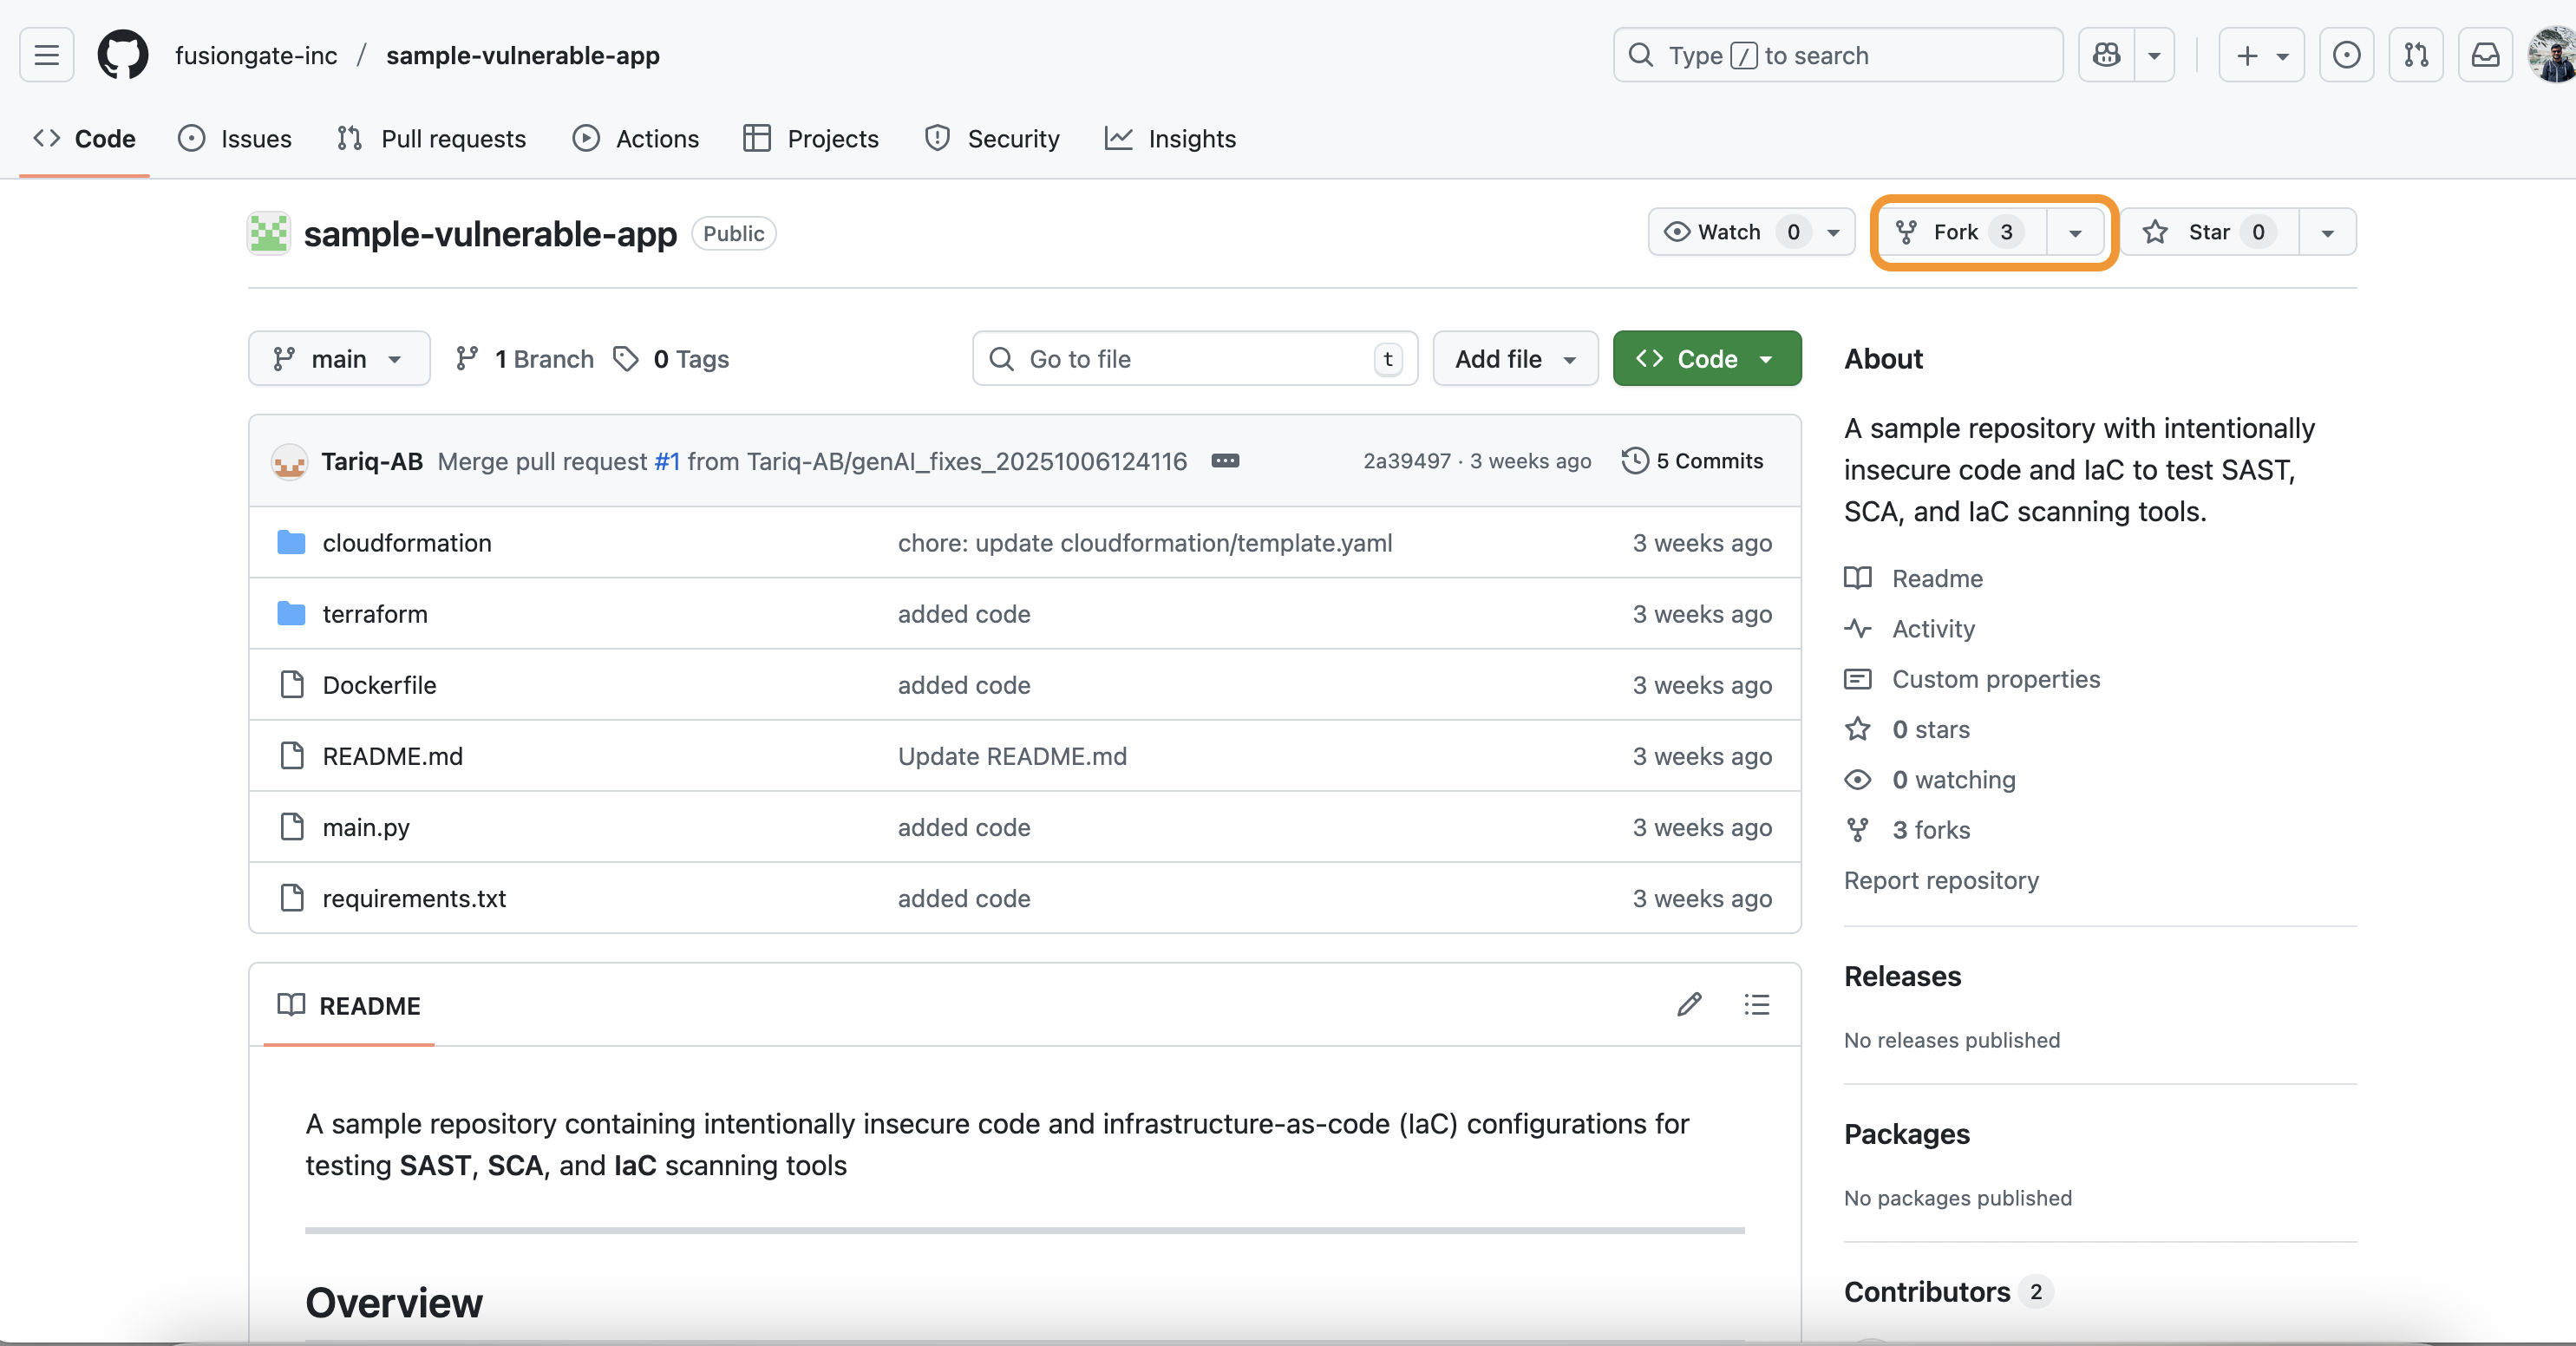 fusiongate-inc / sample-vulnerable-app
Type / to search
Code Issues Pull requests Actions Projects Security Insights
sample-vulnerable-app Public
Watch 0 Fork 3 Star 0
main 1 Branch 0 Tags Go to file t Add file Code
Tariq-AB Merge pull request #1 from Tariq-AB/genAI_fixes_20251006124116 2a39497 · 3 weeks ago 5 Commits
cloudformation chore: update cloudformation/template.yaml 3 weeks ago
terraform added code 3 weeks ago
Dockerfile added code 3 weeks ago
README.md Update README.md 3 weeks ago
main.py added code 3 weeks ago
requirements.txt added code 3 weeks ago
README
A sample repository containing intentionally insecure code and infrastructure-as-code (IaC) configurations for
testing SAST, SCA, and IaC scanning tools
Overview
About
A sample repository with intentionally
insecure code and IaC to test SAST,
SCA, and IaC scanning tools.
Readme
Activity
Custom properties
0 stars
0 watching
3 forks
Report repository
Releases
No releases published
Packages
No packages published
Contributors 2